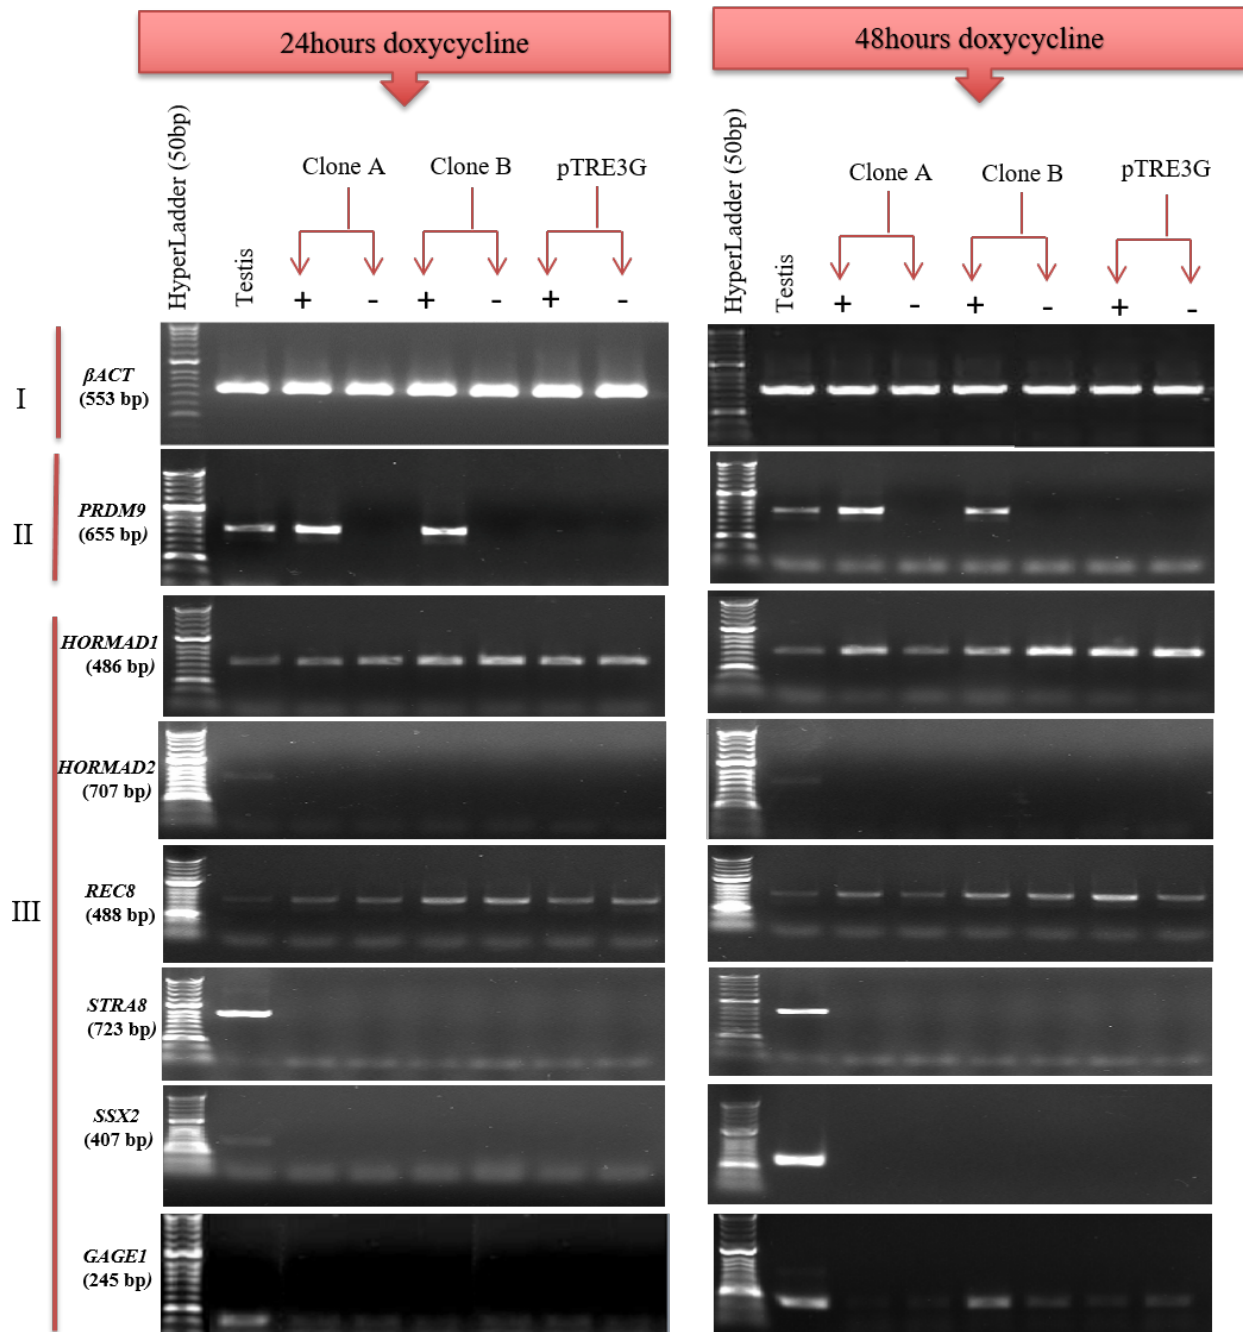 24hours doxycycline
48hours doxycycline
HyperLadder (50bp)
Testis
Clone A
Clone B
pTRE3G
+ - + - + -
HyperLadder (50bp)
Testis
Clone A
Clone B
pTRE3G
+ - + - + -
I
βACT
(553 bp)
II
PRDM9
(655 bp)
III
HORMAD1
(486 bp)
HORMAD2
(707 bp)
REC8
(488 bp)
STRA8
(723 bp)
SSX2
(407 bp)
GAGE1
(245 bp)